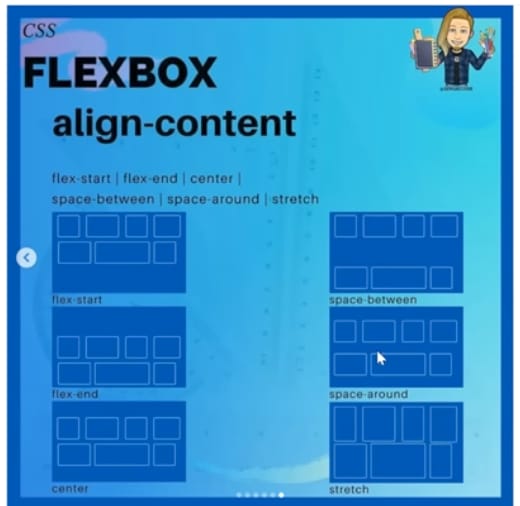 CSS
FLEXBOX
align-content
flex-start | flex-end | center |
space-between | space-around | stretch
flex-start
space-between
flex-end
space-around
center
stretch